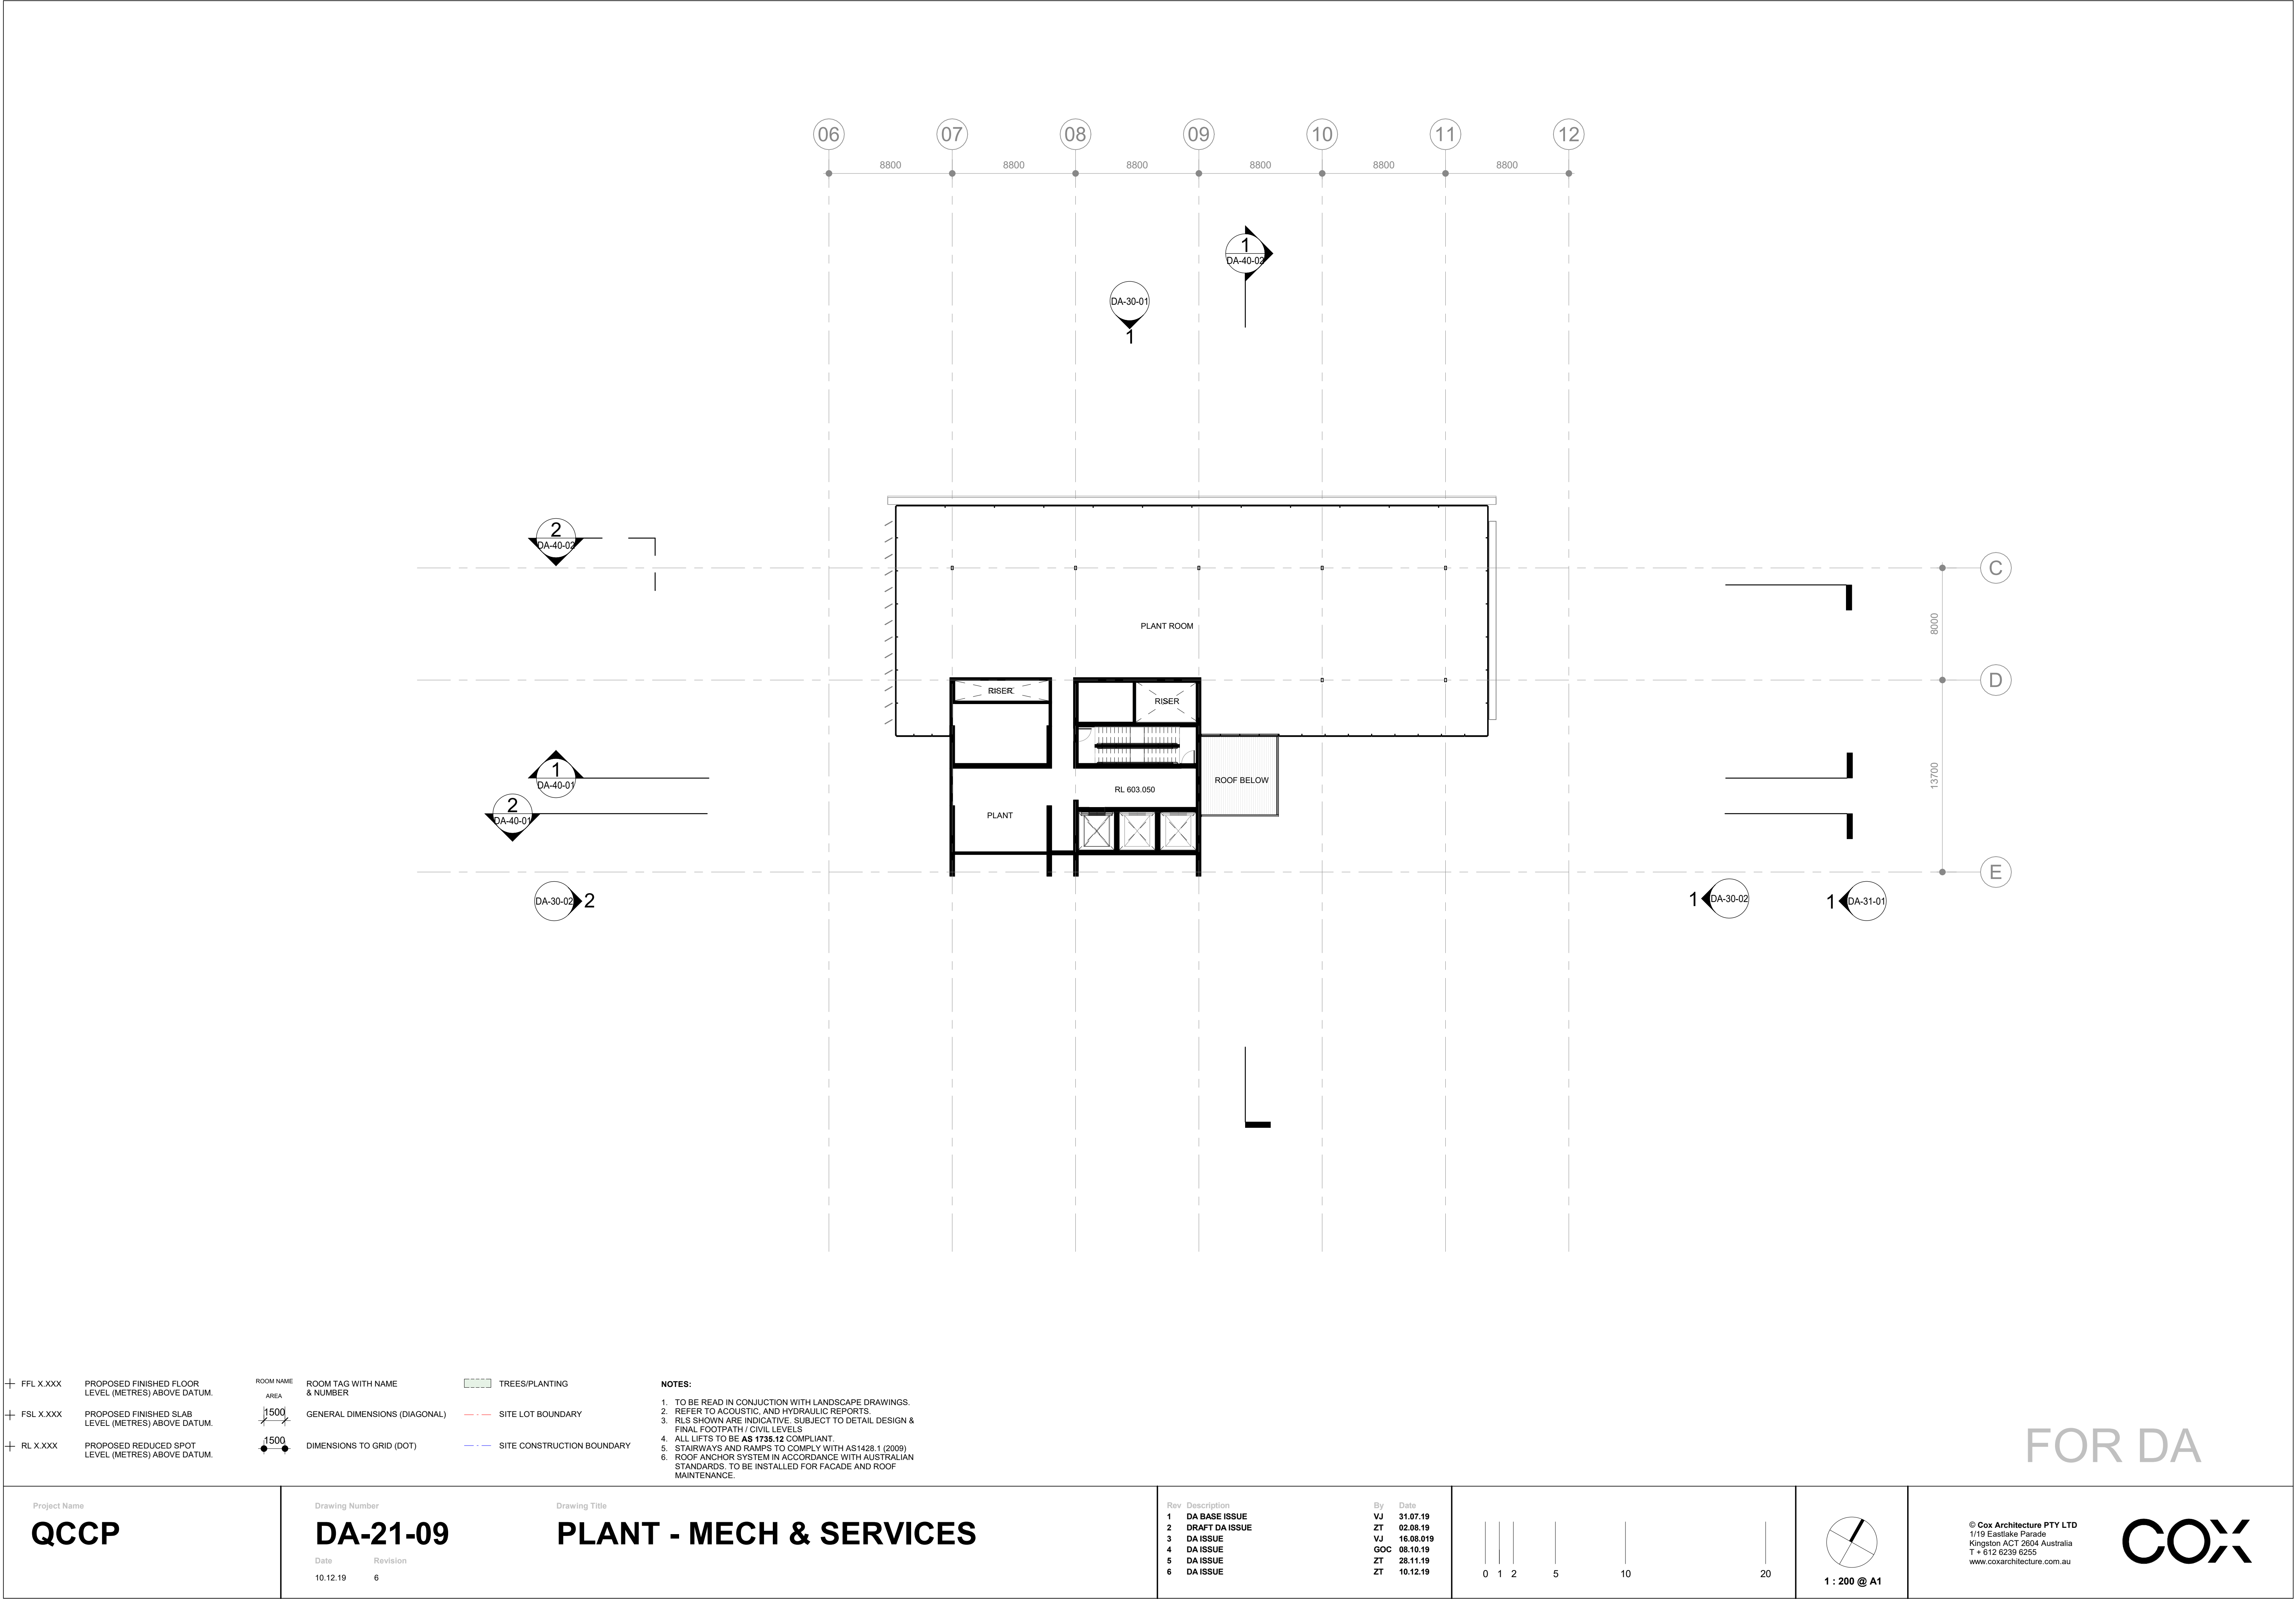 06 07 08 09 10 11 12
8800 8800 8800 8800 8800 8800
1
DA-40-02
DA-30-01
1
2
DA-40-02
C
8000
PLANT ROOM
D
RISER
RISER
13700
1
DA-40-01
ROOF BELOW
RL 603.050
2
DA-40-01
PLANT
E
DA-30-02 2
1 DA-30-02
1 DA-31-01
FFL X.XXX
PROPOSED FINISHED FLOOR
LEVEL (METRES) ABOVE DATUM.
FSL X.XXX
PROPOSED FINISHED SLAB
LEVEL (METRES) ABOVE DATUM.
RL X.XXX
PROPOSED REDUCED SPOT
LEVEL (METRES) ABOVE DATUM.
ROOM NAME
AREA
ROOM TAG WITH NAME
& NUMBER
1500
GENERAL DIMENSIONS (DIAGONAL)
1500
DIMENSIONS TO GRID (DOT)
TREES/PLANTING
SITE LOT BOUNDARY
SITE CONSTRUCTION BOUNDARY
NOTES:
1. TO BE READ IN CONJUCTION WITH LANDSCAPE DRAWINGS.
2. REFER TO ACOUSTIC, AND HYDRAULIC REPORTS.
3. RLS SHOWN ARE INDICATIVE. SUBJECT TO DETAIL DESIGN &
FINAL FOOTPATH / CIVIL LEVELS
4. ALL LIFTS TO BE AS 1735.12 COMPLIANT.
5. STAIRWAYS AND RAMPS TO COMPLY WITH AS1428.1 (2009)
6. ROOF ANCHOR SYSTEM IN ACCORDANCE WITH AUSTRALIAN
STANDARDS. TO BE INSTALLED FOR FACADE AND ROOF
MAINTENANCE.
FOR DA
Project Name
QCCP
Drawing Number
DA-21-09
Date Revision
10.12.19 6
Drawing Title
PLANT - MECH & SERVICES
Rev Description By Date
1 DA BASE ISSUE VJ 31.07.19
2 DRAFT DA ISSUE ZT 02.08.19
3 DA ISSUE VJ 16.08.019
4 DA ISSUE GOC 08.10.19
5 DA ISSUE ZT 28.11.19
6 DA ISSUE ZT 10.12.19
0 1 2 5 10 20
1 : 200 @ A1
© Cox Architecture PTY LTD
1/19 Eastlake Parade
Kingston ACT 2604 Australia
T + 612 6239 6255
www.coxarchitecture.com.au
COX